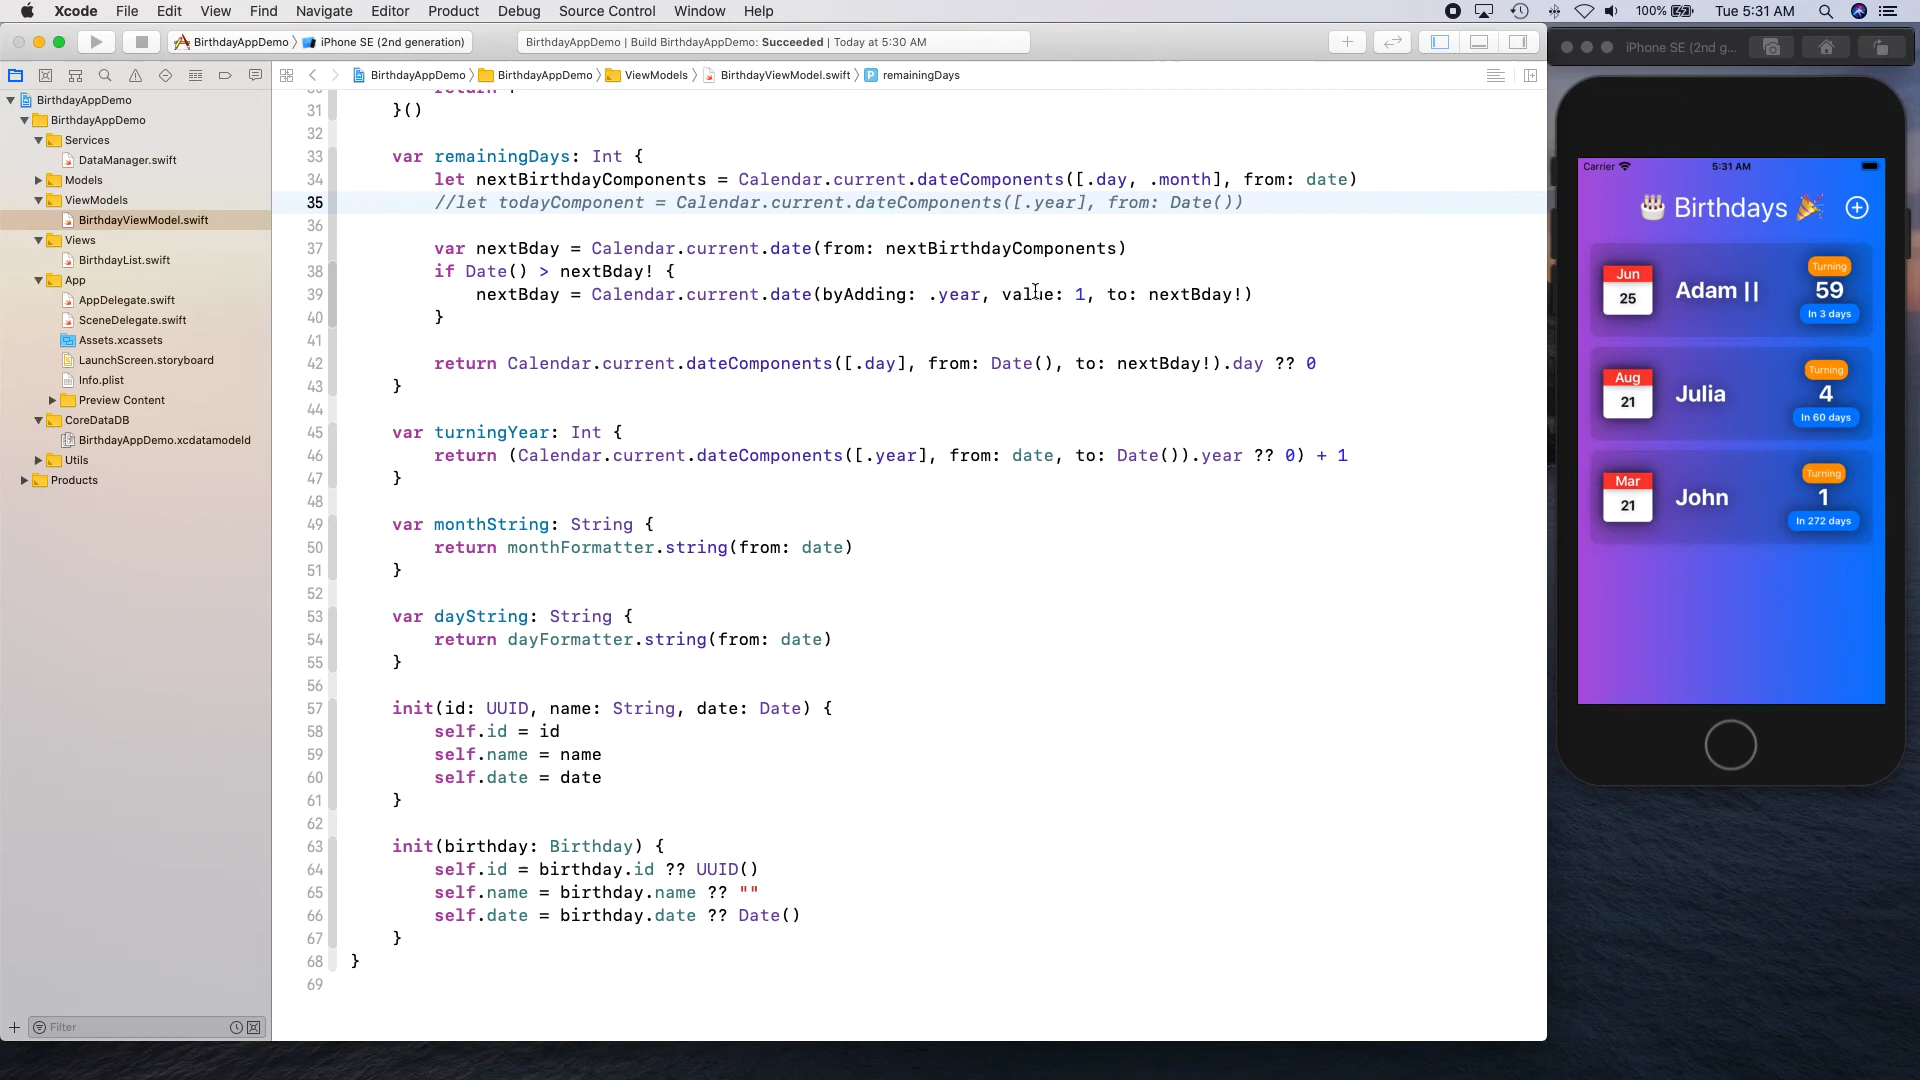 Xcode File Edit View Find Navigate Editor Product Debug Source Control Window Help 100% Tue 5:31 AM
BirthdayAppDemo 〉 iPhone SE (2nd generation) BirthdayAppDemo | Build BirthdayAppDemo: Succeeded | Today at 5:30 AM iPhone SE (2nd g...
BirthdayAppDemo 〉 BirthdayAppDemo 〉 ViewModels 〉 BirthdayViewModel.swift 〉 P remainingDays
BirthdayAppDemo
BirthdayAppDemo
Services
DataManager.swift
Models
ViewModels
BirthdayViewModel.swift
Views
BirthdayList.swift
App
AppDelegate.swift
SceneDelegate.swift
Assets.xcassets
LaunchScreen.storyboard
Info.plist
Preview Content
CoreDataDB
BirthdayAppDemo.xcdatamodeld
Utils
Products
Filter
31 }()
32
33 var remainingDays: Int {
34 let nextBirthdayComponents = Calendar.current.dateComponents([.day, .month], from: date)
35 //let todayComponent = Calendar.current.dateComponents([.year], from: Date())
36
37 var nextBday = Calendar.current.date(from: nextBirthdayComponents)
38 if Date() > nextBday! {
39 nextBday = Calendar.current.date(byAdding: .year, value: 1, to: nextBday!)
40 }
41
42 return Calendar.current.dateComponents([.day], from: Date(), to: nextBday!).day ?? 0
43 }
44
45 var turningYear: Int {
46 return (Calendar.current.dateComponents([.year], from: date, to: Date()).year ?? 0) + 1
47 }
48
49 var monthString: String {
50 return monthFormatter.string(from: date)
51 }
52
53 var dayString: String {
54 return dayFormatter.string(from: date)
55 }
56
57 init(id: UUID, name: String, date: Date) {
58 self.id = id
59 self.name = name
60 self.date = date
61 }
62
63 init(birthday: Birthday) {
64 self.id = birthday.id ?? UUID()
65 self.name = birthday.name ?? ""
66 self.date = birthday.date ?? Date()
67 }
68 }
69
Carrier 5:31 AM
🎂 Birthdays 🎉
Jun
25
Adam ||
Turning
59
In 3 days
Aug
21
Julia
Turning
4
In 60 days
Mar
21
John
Turning
1
In 272 days